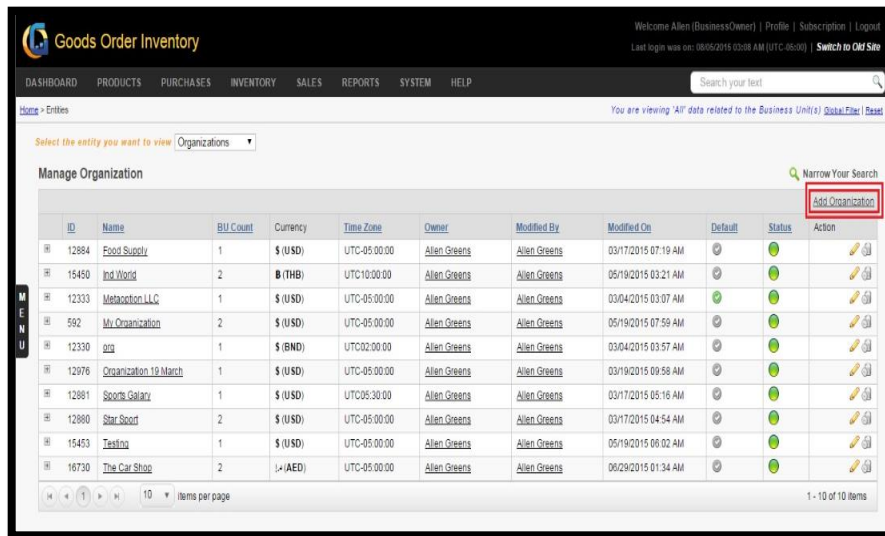 Welcome Allen (BusinessOwner) | Profile | Subscription | Logout
Goods Order Inventory
Last login was on: 08/05/2015 03:08 AM (UTC-05:00) | Switch to Old Site
DASHBOARD PRODUCTS PURCHASES INVENTORY SALES REPORTS SYSTEM HELP Search your text
Home > Entities You are viewing 'All' data related to the Business Unit(s) Global Filter | Reset
Select the entity you want to view Organizations
Manage Organization Narrow Your Search
Add Organization
ID Name BU Count Currency Time Zone Owner Modified By Modified On Default Status Action
12884 Food Supply 1 $ (USD) UTC-05:00:00 Allen Greens Allen Greens 03/17/2015 07:19 AM
15450 Ind World 2 B (THB) UTC10:00:00 Allen Greens Allen Greens 05/19/2015 03:21 AM
12333 Metaoption LLC 1 $ (USD) UTC-05:00:00 Allen Greens Allen Greens 03/04/2015 03:07 AM
592 My Organization 2 $ (USD) UTC-05:00:00 Allen Greens Allen Greens 05/19/2015 07:59 AM
12330 org 1 $ (BND) UTC02:00:00 Allen Greens Allen Greens 03/04/2015 03:57 AM
12976 Organization 19 March 1 $ (USD) UTC-05:00:00 Allen Greens Allen Greens 03/19/2015 09:58 AM
12881 Sports Galary 1 $ (USD) UTC05:30:00 Allen Greens Allen Greens 03/17/2015 05:16 AM
12880 Star Sport 2 $ (USD) UTC-05:00:00 Allen Greens Allen Greens 03/17/2015 04:54 AM
15453 Testing 1 $ (USD) UTC-05:00:00 Allen Greens Allen Greens 05/19/2015 06:02 AM
16730 The Car Shop 2 (AED) UTC-05:00:00 Allen Greens Allen Greens 06/29/2015 01:34 AM
1 10 items per page 1 - 10 of 10 items
MENU